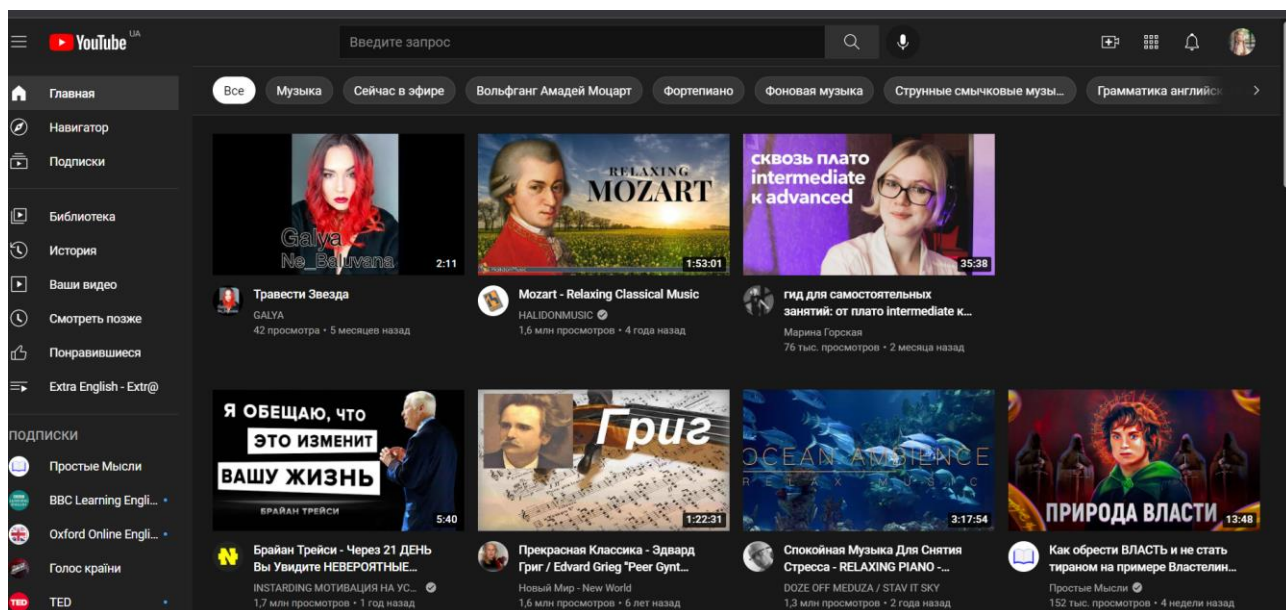 YouTube UA
Введите запрос
Главная
Навигатор
Подписки
Библиотека
История
Ваши видео
Смотреть позже
Понравившиеся
Extra English - Extr@
ПОДПИСКИ
Простые Мысли
BBC Learning Engli...
Oxford Online Engli...
Голос країни
TED
Все
Музыка
Сейчас в эфире
Вольфганг Амадей Моцарт
Фортепиано
Фоновая музыка
Струнные смычковые музы...
Грамматика английск
Galya
Ne_Baluvana
2:11
Травести Звезда
GALYA
42 просмотра • 5 месяцев назад
RELAXING
MOZART
1:53:01
Mozart - Relaxing Classical Music
HALIDONMUSIC
1,6 млн просмотров • 4 года назад
сквозь плато
intermediate
к advanced
35:38
гид для самостоятельных
занятий: от плато intermediate к...
Марина Горская
76 тыс. просмотров • 2 месяца назад
Я ОБЕЩАЮ, ЧТО
ЭТО ИЗМЕНИТ
ВАШУ ЖИЗНЬ
БРАЙАН ТРЕЙСИ
5:40
Брайан Трейси - Через 21 ДЕНЬ
Вы Увидите НЕВЕРОЯТНЫЕ...
INSTARDING МОТИВАЦИЯ НА УС...
1,7 млн просмотров • 1 год назад
Григ
1:22:31
Прекрасная Классика - Эдвард
Григ / Edvard Grieg "Peer Gynt...
Новый Мир - New World
1,6 млн просмотров • 6 лет назад
OCEAN AMBIENCE
RELAX MUSIC
3:17:54
Спокойная Музыка Для Снятия
Стресса - RELAXING PIANO -...
DOZE OFF MEDUZA / STAV IT SKY
1,3 млн просмотров • 2 года назад
ПРИРОДА ВЛАСТИ
13:48
Как обрести ВЛАСТЬ и не стать
тираном на примере Властелин...
Простые Мысли
152 тыс. просмотров • 4 недели назад